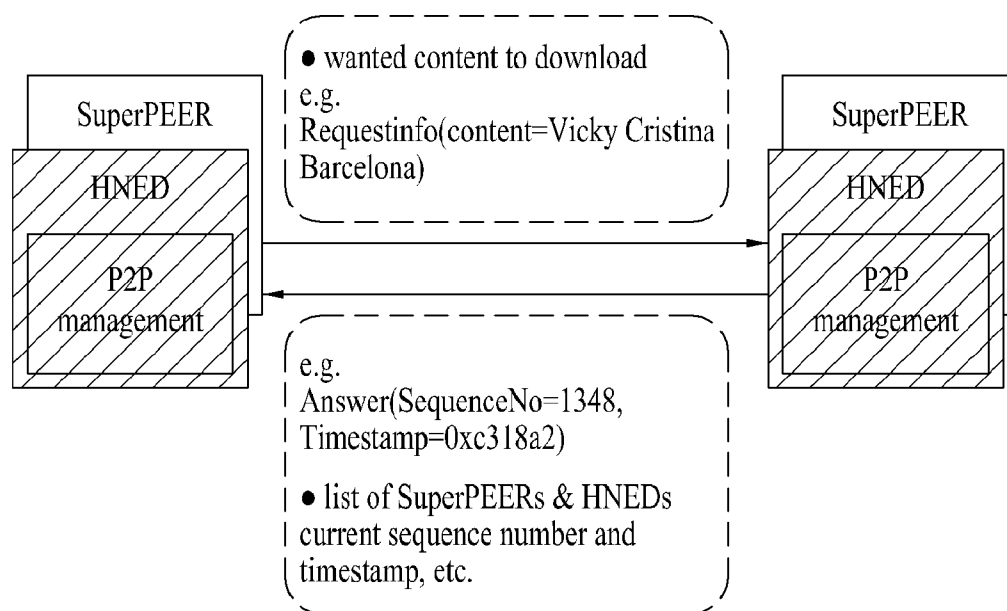 ● wanted content to download
e.g.
Requestinfo(content=Vicky Cristina
Barcelona)
SuperPEER
HNED
P2P
management
SuperPEER
HNED
P2P
management
e.g.
Answer(SequenceNo=1348,
Timestamp=0xc318a2)
● list of SuperPEERs & HNEDs
current sequence number and
timestamp, etc.